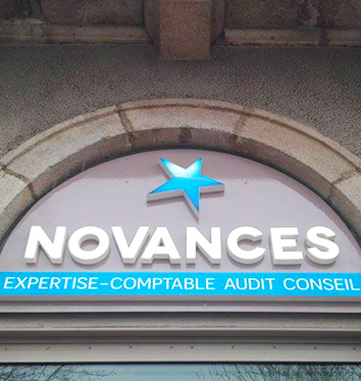 NOVANCES
EXPERTISE-COMPTABLE AUDIT CONSEIL